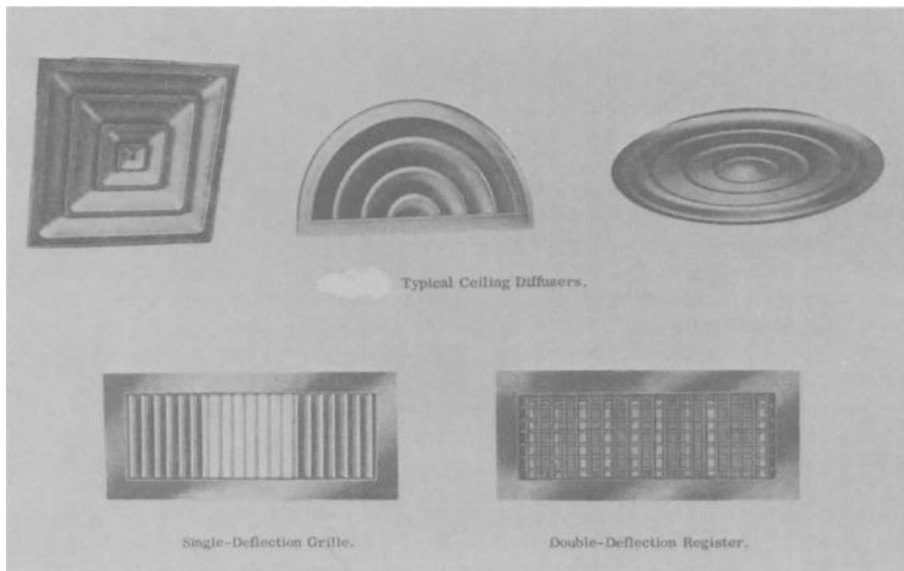 Typical Ceiling Diffusers.
Single-Deflection Grille.
Double-Deflection Register.